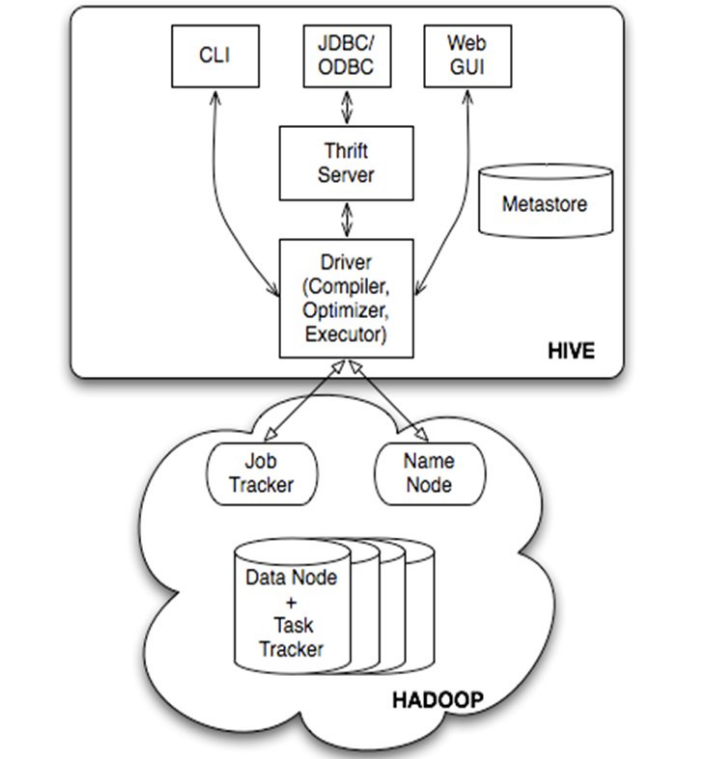 CLI
JDBC/
ODBC
Web
GUI
Thrift
Server
Metastore
Driver
(Compiler,
Optimizer,
Executor)
HIVE
Job
Tracker
Name
Node
Data Node
+
Task
Tracker
HADOOP